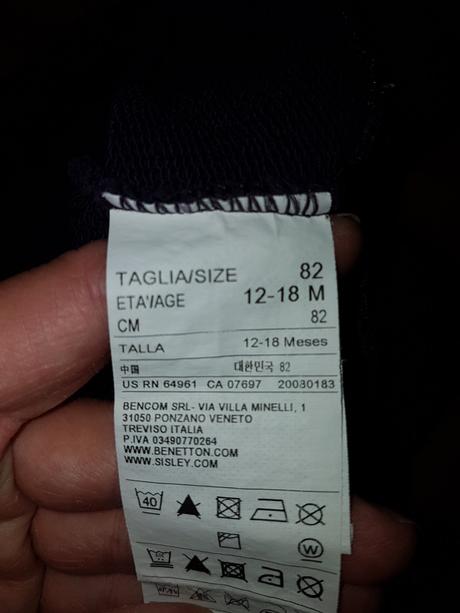 TAGLIA/SIZE 82
ETA'/AGE 12-18 M
CM 82
TALLA 12-18 Meses
中国 대한민국 82
US RN 64961 CA 07697 20080183
BENCOM SRL- VIA VILLA MINELLI, 1
31050 PONZANO VENETO
TREVISO ITALIA
P.IVA 03490770264
WWW.BENETTON.COM
WWW.SISLEY.COM
40
W